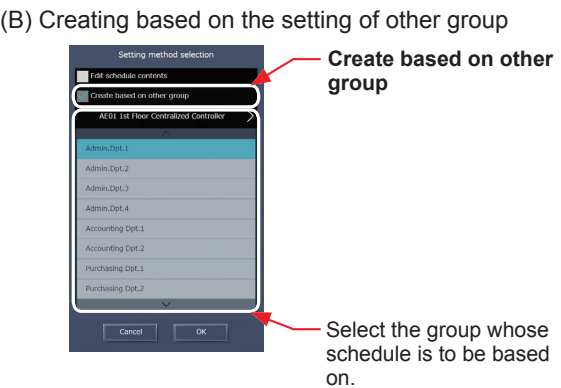 (B) Creating based on the setting of other group
Setting method selection
Edit schedule contents
Create based on other group
AE01 1st Floor Centralized Controller
Admin.Dpt.1
Admin.Dpt.2
Admin.Dpt.3
Admin.Dpt.4
Accounting Dpt.1
Accounting Dpt.2
Purchasing Dpt.1
Purchasing Dpt.2
Cancel OK
Create based on other
group
Select the group whose
schedule is to be based
on.